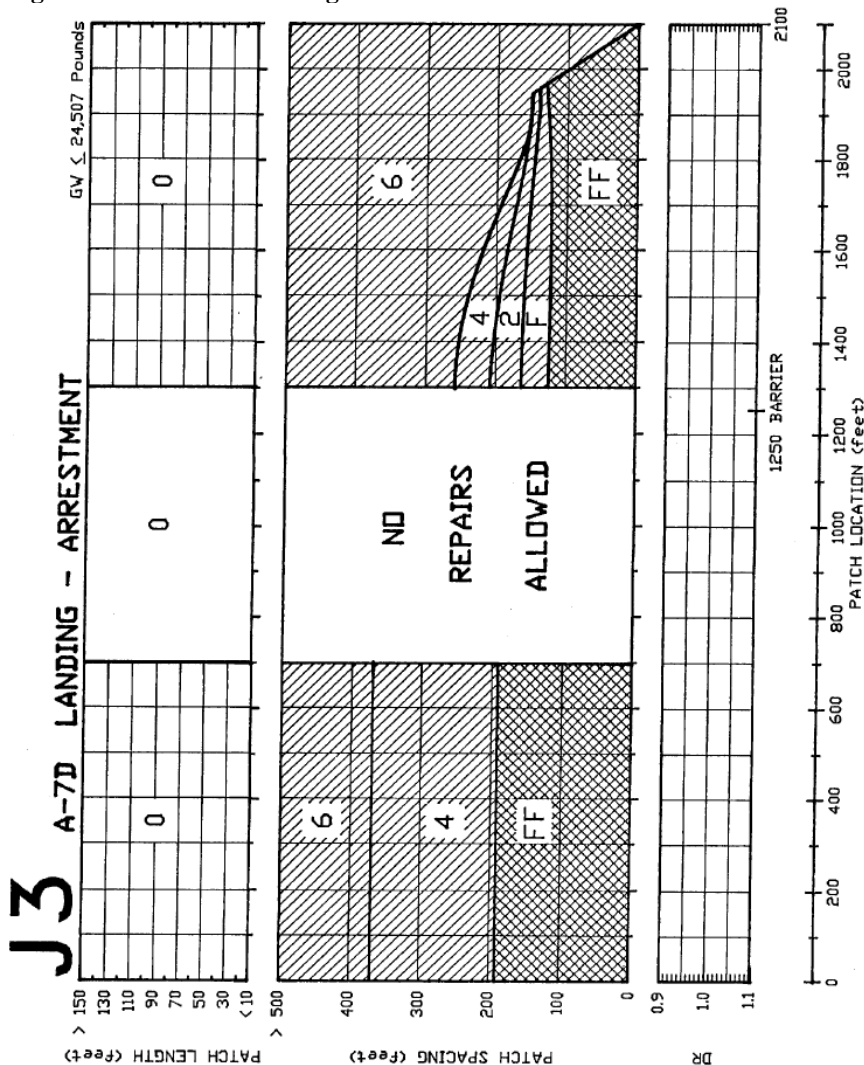 J3
A-7D LANDING - ARRESTMENT
GW ≤ 24,507 Pounds
PATCH LENGTH (feet)
> 150
130
110
90
70
50
30
< 10
0
0
0
PATCH SPACING (feet)
> 500
400
300
200
100
0
6
4
FF
NO
REPAIRS
ALLOWED
6
4
2
F
FF
DR
0.9
1.0
1.1
1250 BARRIER
2100
0
200
400
600
800
1000
1200
1400
1600
1800
2000
PATCH LOCATION (feet)